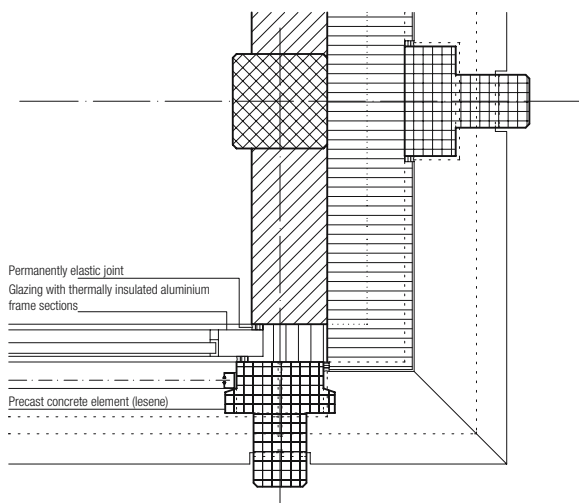 Permanently elastic joint
Glazing with thermally insulated aluminium
frame sections
Precast concrete element (lesene)